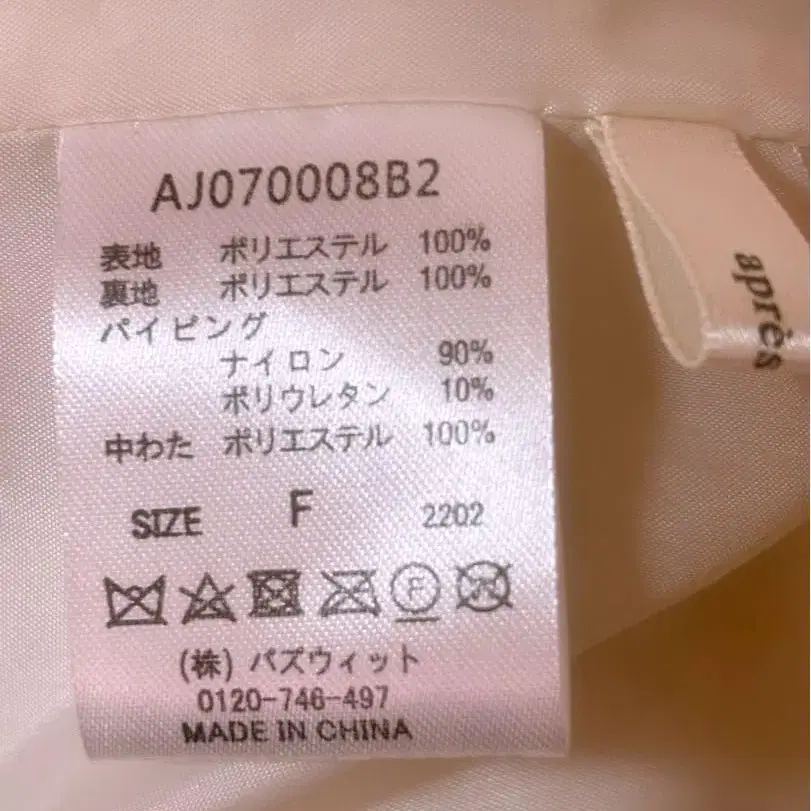 AJ070008B2
表地 ポリエステル 100%
裏地 ポリエステル 100%
パイピング
ナイロン 90%
ポリウレタン 10%
中わた ポリエステル 100%
SIZE F 2202
F
(株) パズウィット
0120-746-497
MADE IN CHINA
après